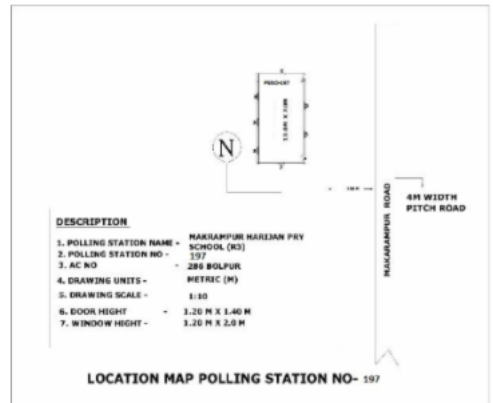 N
MAKARAMPUR ROAD
4M WIDTH
PITCH ROAD
DESCRIPTION
1. POLLING STATION NAME - MAKRAMPUR HARIJAN PRY
SCHOOL (R3)
2. POLLING STATION NO - 197
3. AC NO - 286 BOLPUR
4. DRAWING UNITS - METRIC (M)
5. DRAWING SCALE - 1:10
6. DOOR HIGHT - 1.20 M X 1.40 M
7. WINDOW HIGHT - 1.20 M X 2.0 M
LOCATION MAP POLLING STATION NO- 197